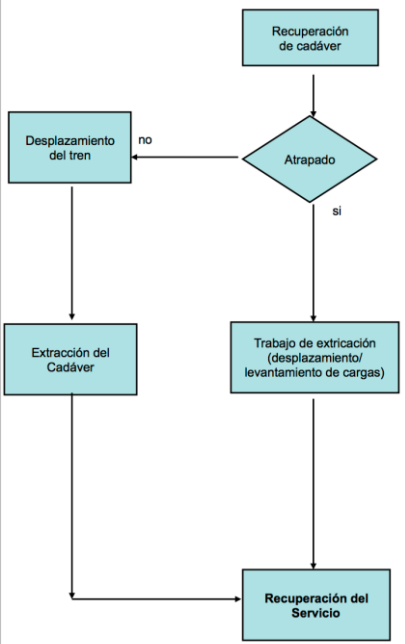 Recuperación
de cadáver
Atrapado
no
si
Desplazamiento
del tren
Extracción del
Cadáver
Trabajo de extricación
(desplazamiento/
levantamiento de cargas)
Recuperación del
Servicio